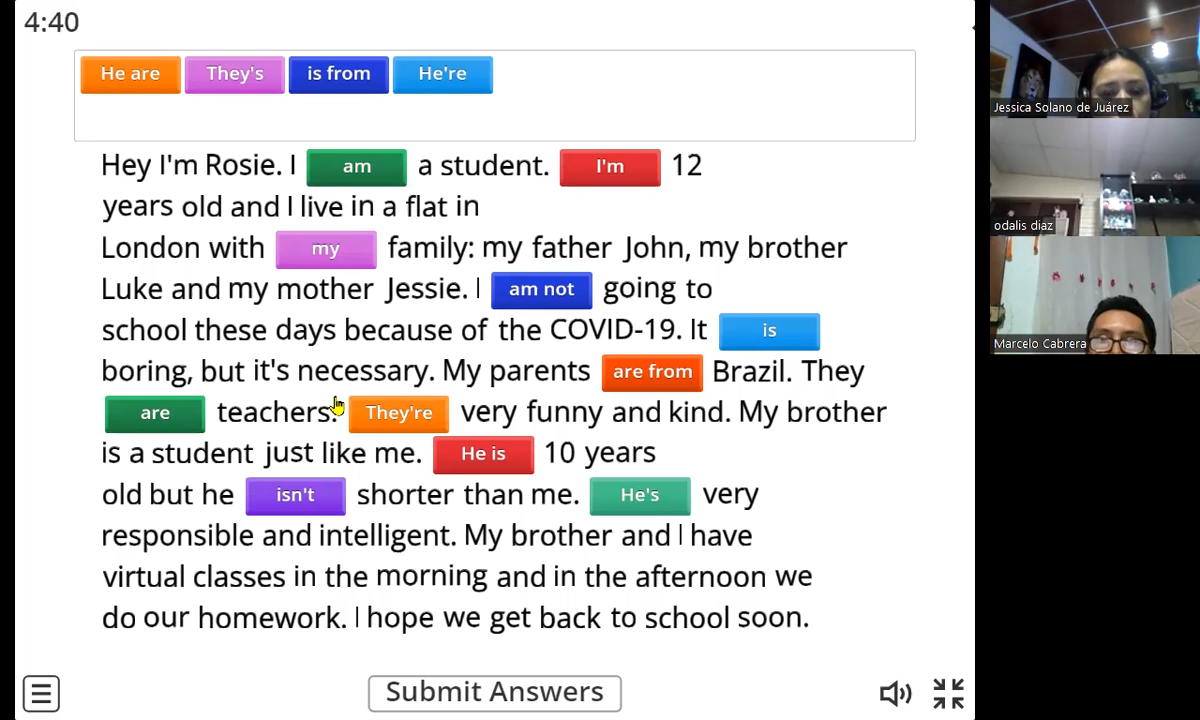 4:40
He are They's is from He're
Hey I'm Rosie. I am a student. I'm 12
years old and I live in a flat in
London with my family: my father John, my brother
Luke and my mother Jessie. I am not going to
school these days because of the COVID-19. It is
boring, but it's necessary. My parents are from Brazil. They
are teachers. They're very funny and kind. My brother
is a student just like me. He is 10 years
old but he isn't shorter than me. He's very
responsible and intelligent. My brother and I have
virtual classes in the morning and in the afternoon we
do our homework. I hope we get back to school soon.
Submit Answers
Jessica Solano de Juárez
odalis diaz
Marcelo Cabrera